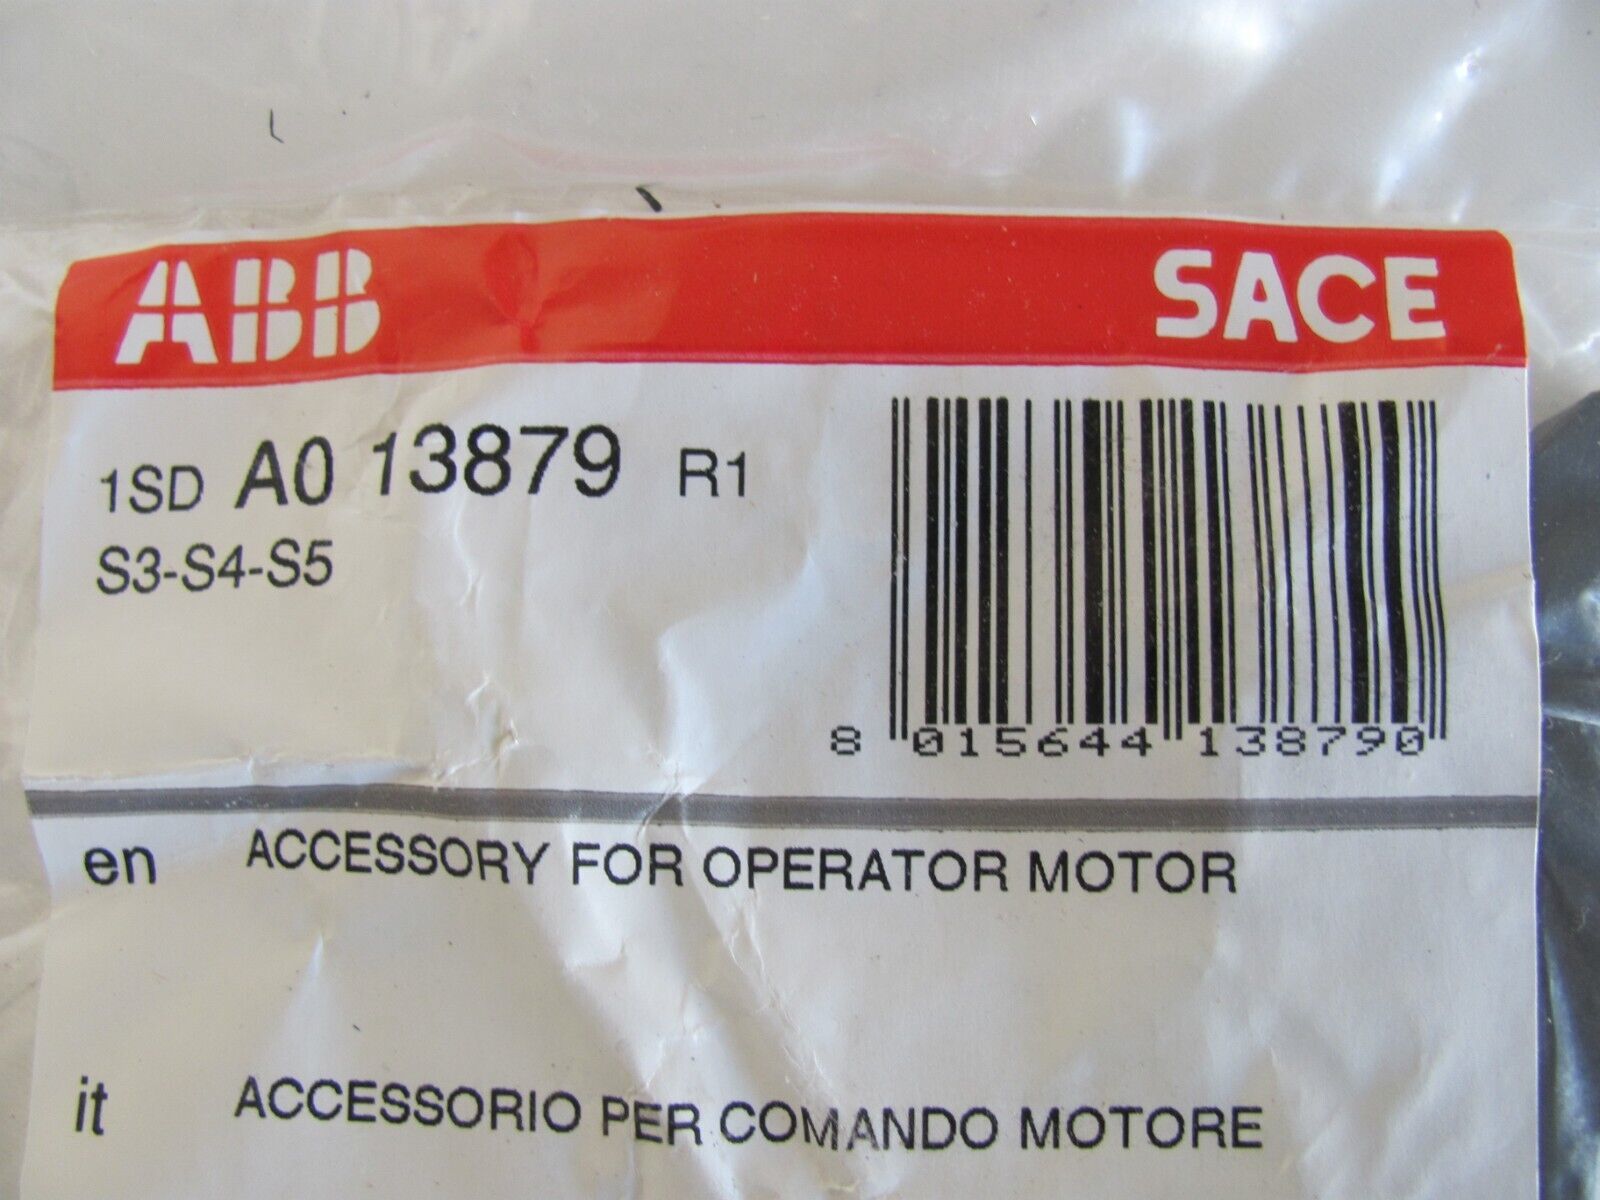 ABB SACE
1SD A0 13879 R1
S3-S4-S5
8 015644 138790
en ACCESSORY FOR OPERATOR MOTOR
it ACCESSORIO PER COMANDO MOTORE